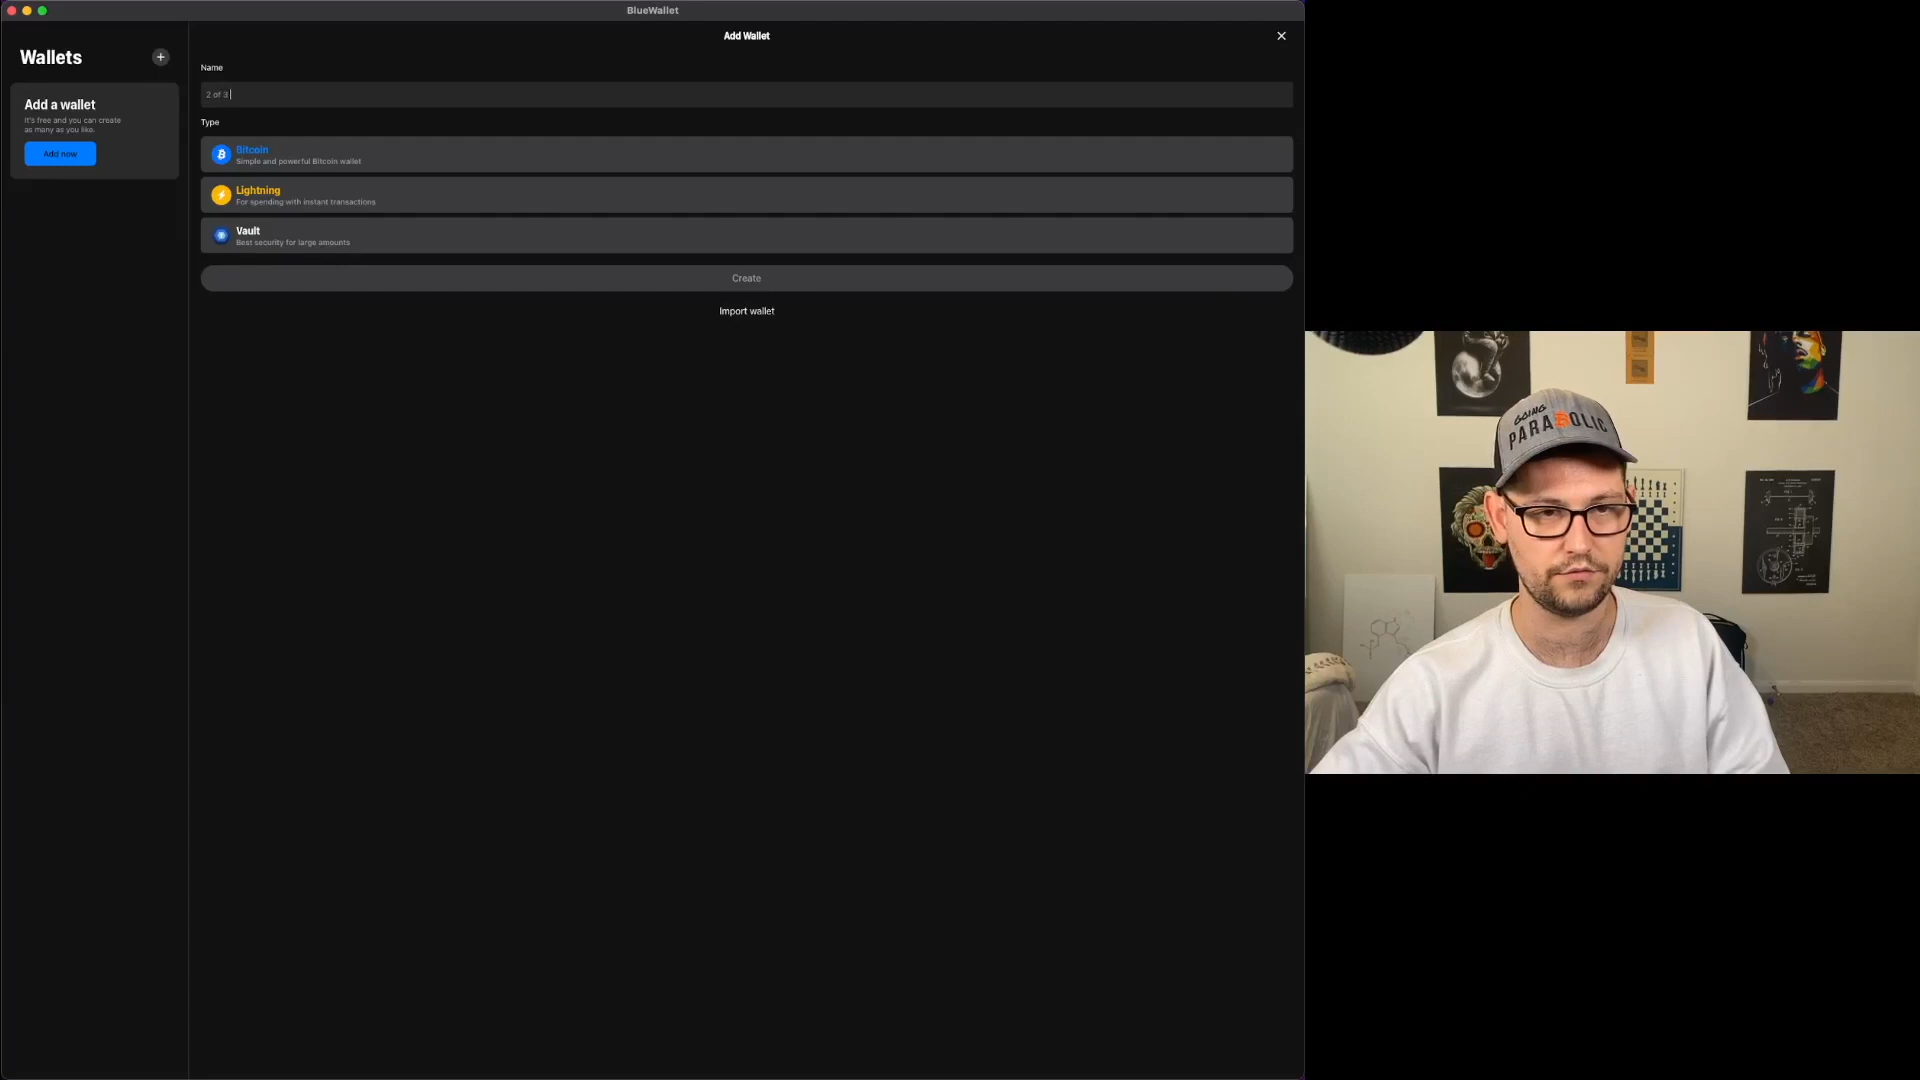 BlueWallet
Wallets
+
Add a wallet
It's free and you can create
as many as you like.
Add now
Add Wallet
Name
2 of 3
Type
Bitcoin
Simple and powerful Bitcoin wallet
Lightning
For spending with instant transactions
Vault
Best security for large amounts
Create
Import wallet
GOING
PARABOLIC